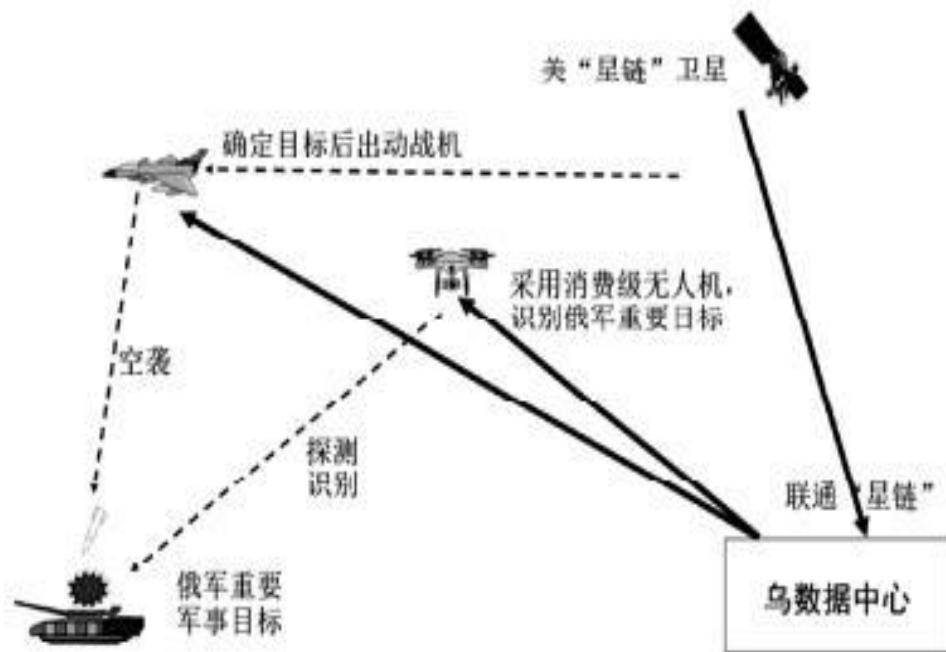 美“星链”卫星
确定目标后出动战机
采用消费级无人机，
识别俄军重要目标
空袭
探测
识别
联通“星链”
俄军重要
军事目标
乌数据中心